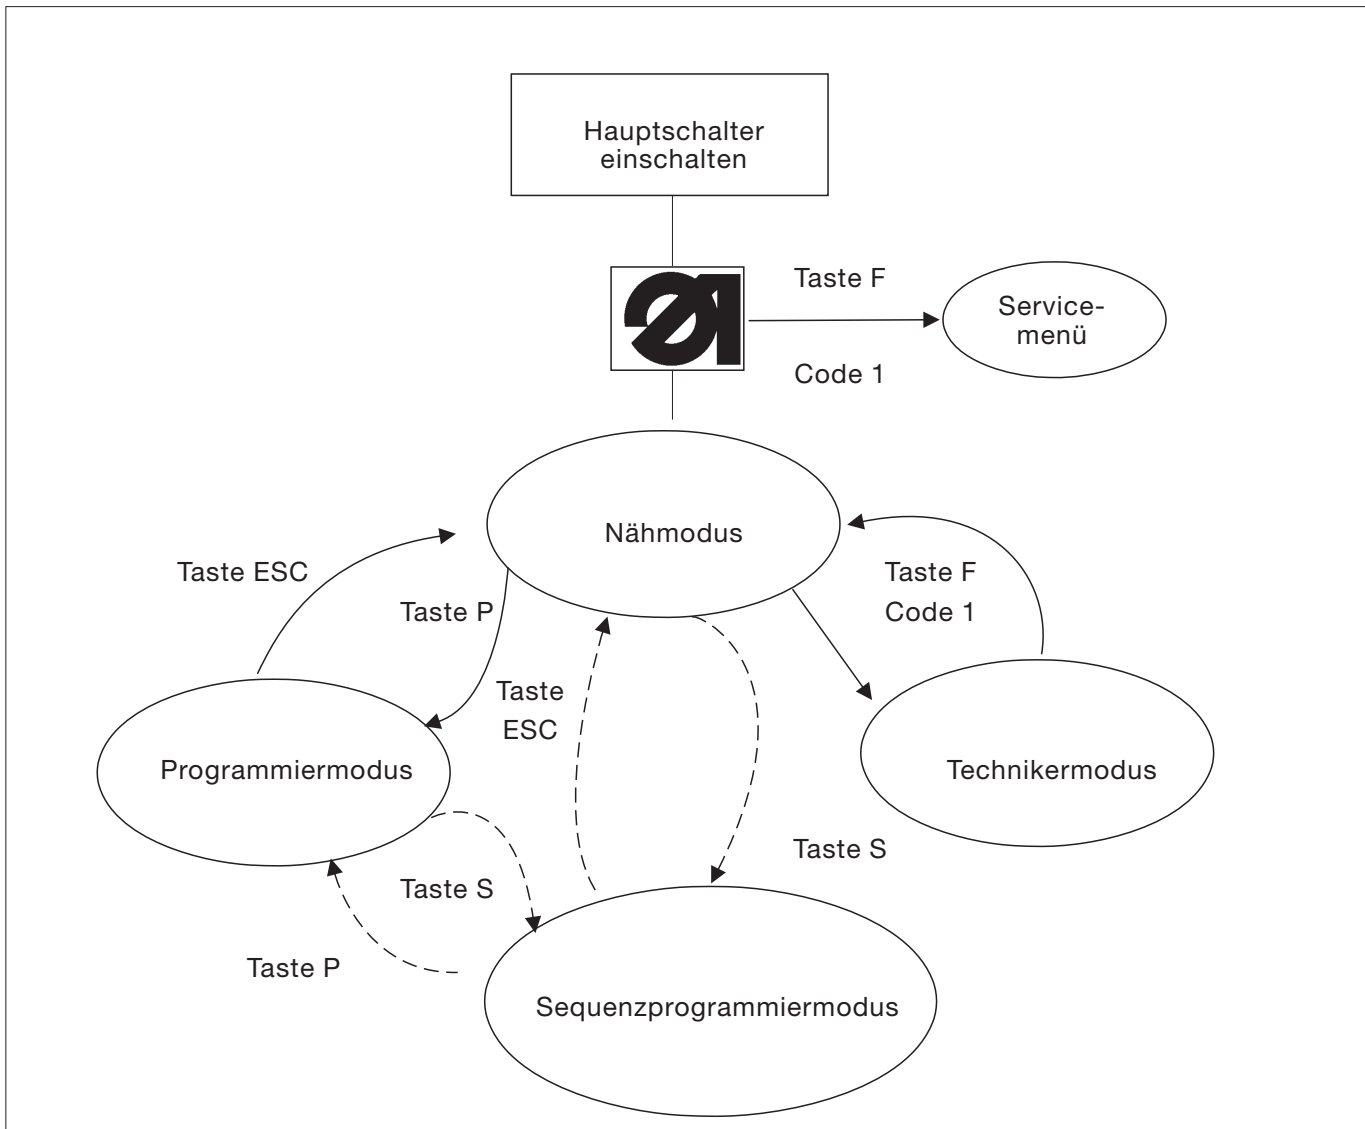 Hauptschalter
einschalten
Taste F
Service-
menü
Code 1
Nähmodus
Taste ESC
Taste P
Taste F
Code 1
Taste
ESC
Programmiermodus
Technikermodus
Taste S
Taste S
Taste P
Sequenzprogrammiermodus